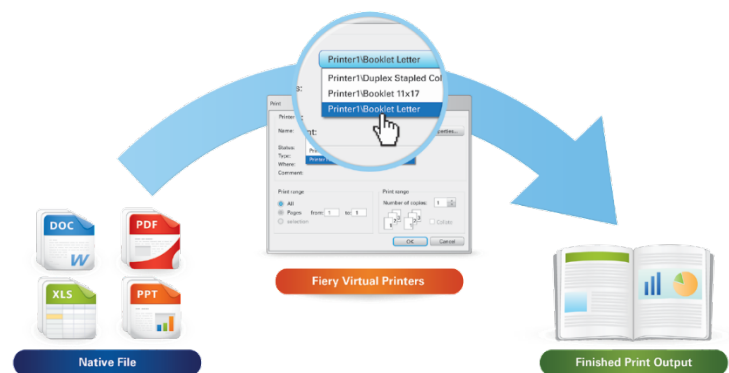 Printer1\Booklet Letter
Printer1\Duplex Stapled Col
Printer1\Booklet 11x17
Printer1\Booklet Letter
Print
Name:
Status:
Type:
Where:
Comment:
Print range
All
Pages from: 1 to: 1
selection
Print range
Number of copies: 1
Collate
OK Cancel
DOC
W
PDF
XLS
PPT
Fiery Virtual Printers
Native File
Finished Print Output